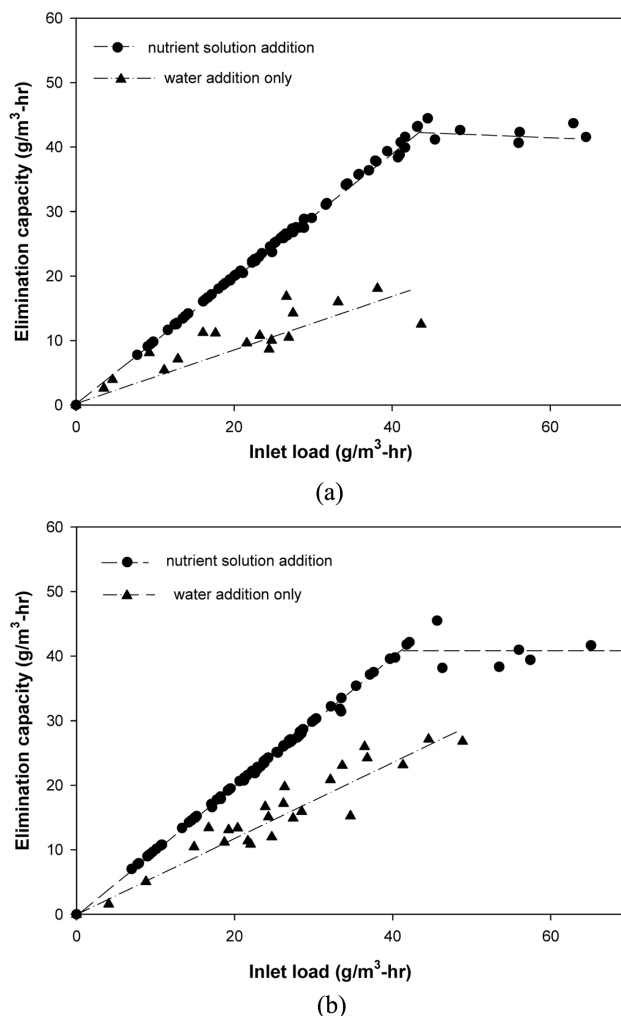 60
nutrient solution addition
water addition only
50
40
30
20
10
0
Elimination capacity (g/m³-hr)
0 20 40 60
Inlet load (g/m³-hr)
(a)
60
nutrient solution addition
water addition only
50
40
30
20
10
0
Elimination capacity (g/m³-hr)
0 20 40 60
Inlet load (g/m³-hr)
(b)